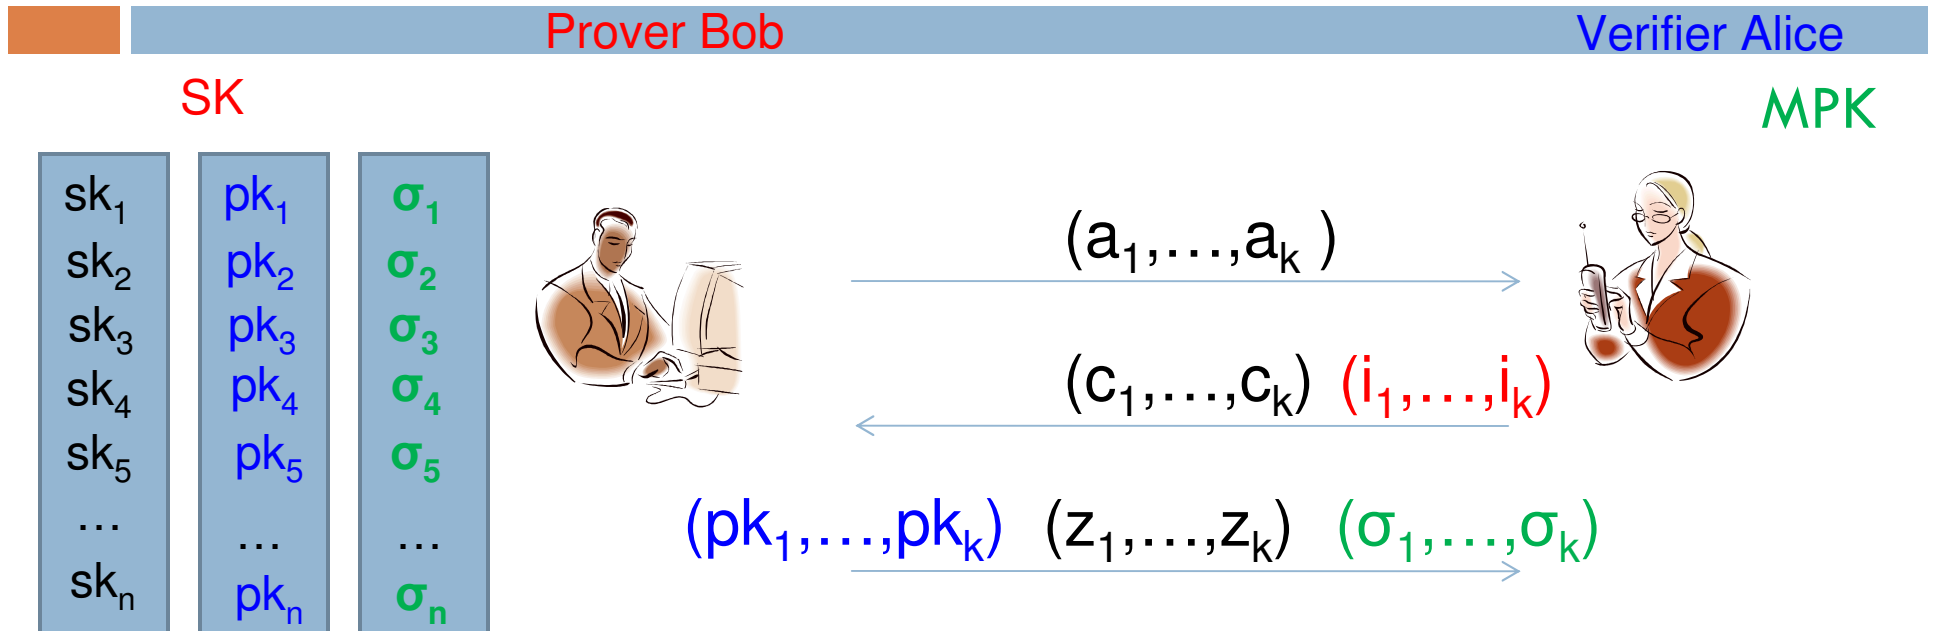 Prover Bob Verifier Alice
SK MPK
sk₁ pk₁ σ₁
(a₁,…,aₖ )
sk₂ pk₂ σ₂
sk₃ pk₃ σ₃
sk₄ pk₄ σ₄ (c₁,…,cₖ) (i₁,…,iₖ)
sk₅ pk₅ σ₅
… … …
(pk₁,…,pkₖ) (z₁,…,zₖ) (σ₁,…,σₖ)
skₙ pkₙ σₙ